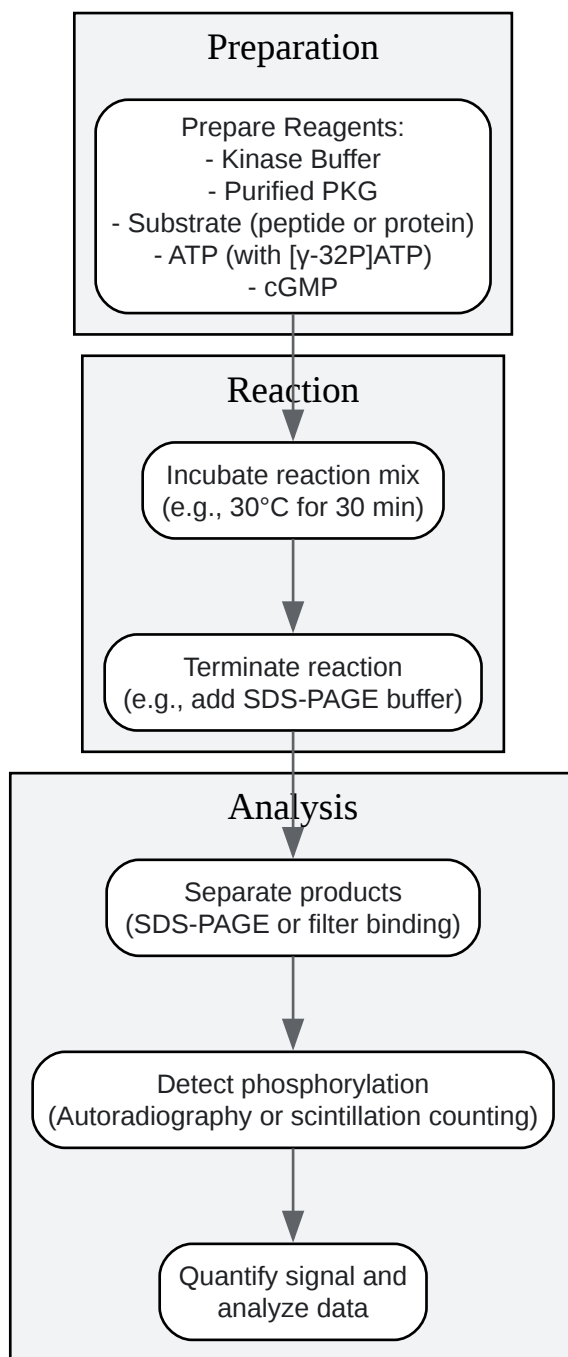 Preparation
Prepare Reagents:
- Kinase Buffer
- Purified PKG
- Substrate (peptide or protein)
- ATP (with [γ-32P]ATP)
- cGMP
Reaction
Incubate reaction mix
(e.g., 30°C for 30 min)
Terminate reaction
(e.g., add SDS-PAGE buffer)
Analysis
Separate products
(SDS-PAGE or filter binding)
Detect phosphorylation
(Autoradiography or scintillation counting)
Quantify signal and
analyze data